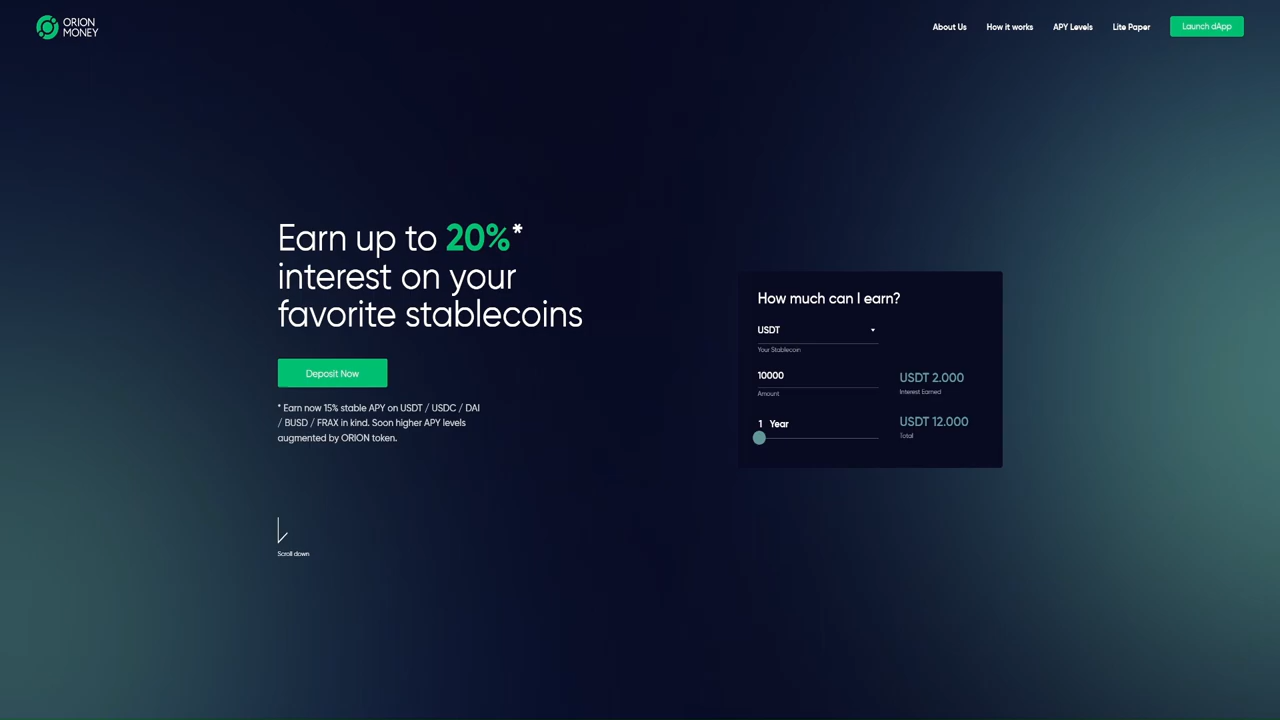 ORION
MONEY
About Us
How it works
APY Levels
Lite Paper
Launch dApp
Earn up to 20%*
interest on your
favorite stablecoins
Deposit Now
* Earn now 15% stable APY on USDT / USDC / DAI
/ BUSD / FRAX in kind. Soon higher APY levels
augmented by ORION token.
Scroll down
How much can I earn?
USDT
Your Stablecoin
10000
Amount
USDT 2.000
Interest Earned
1 Year
USDT 12.000
Total